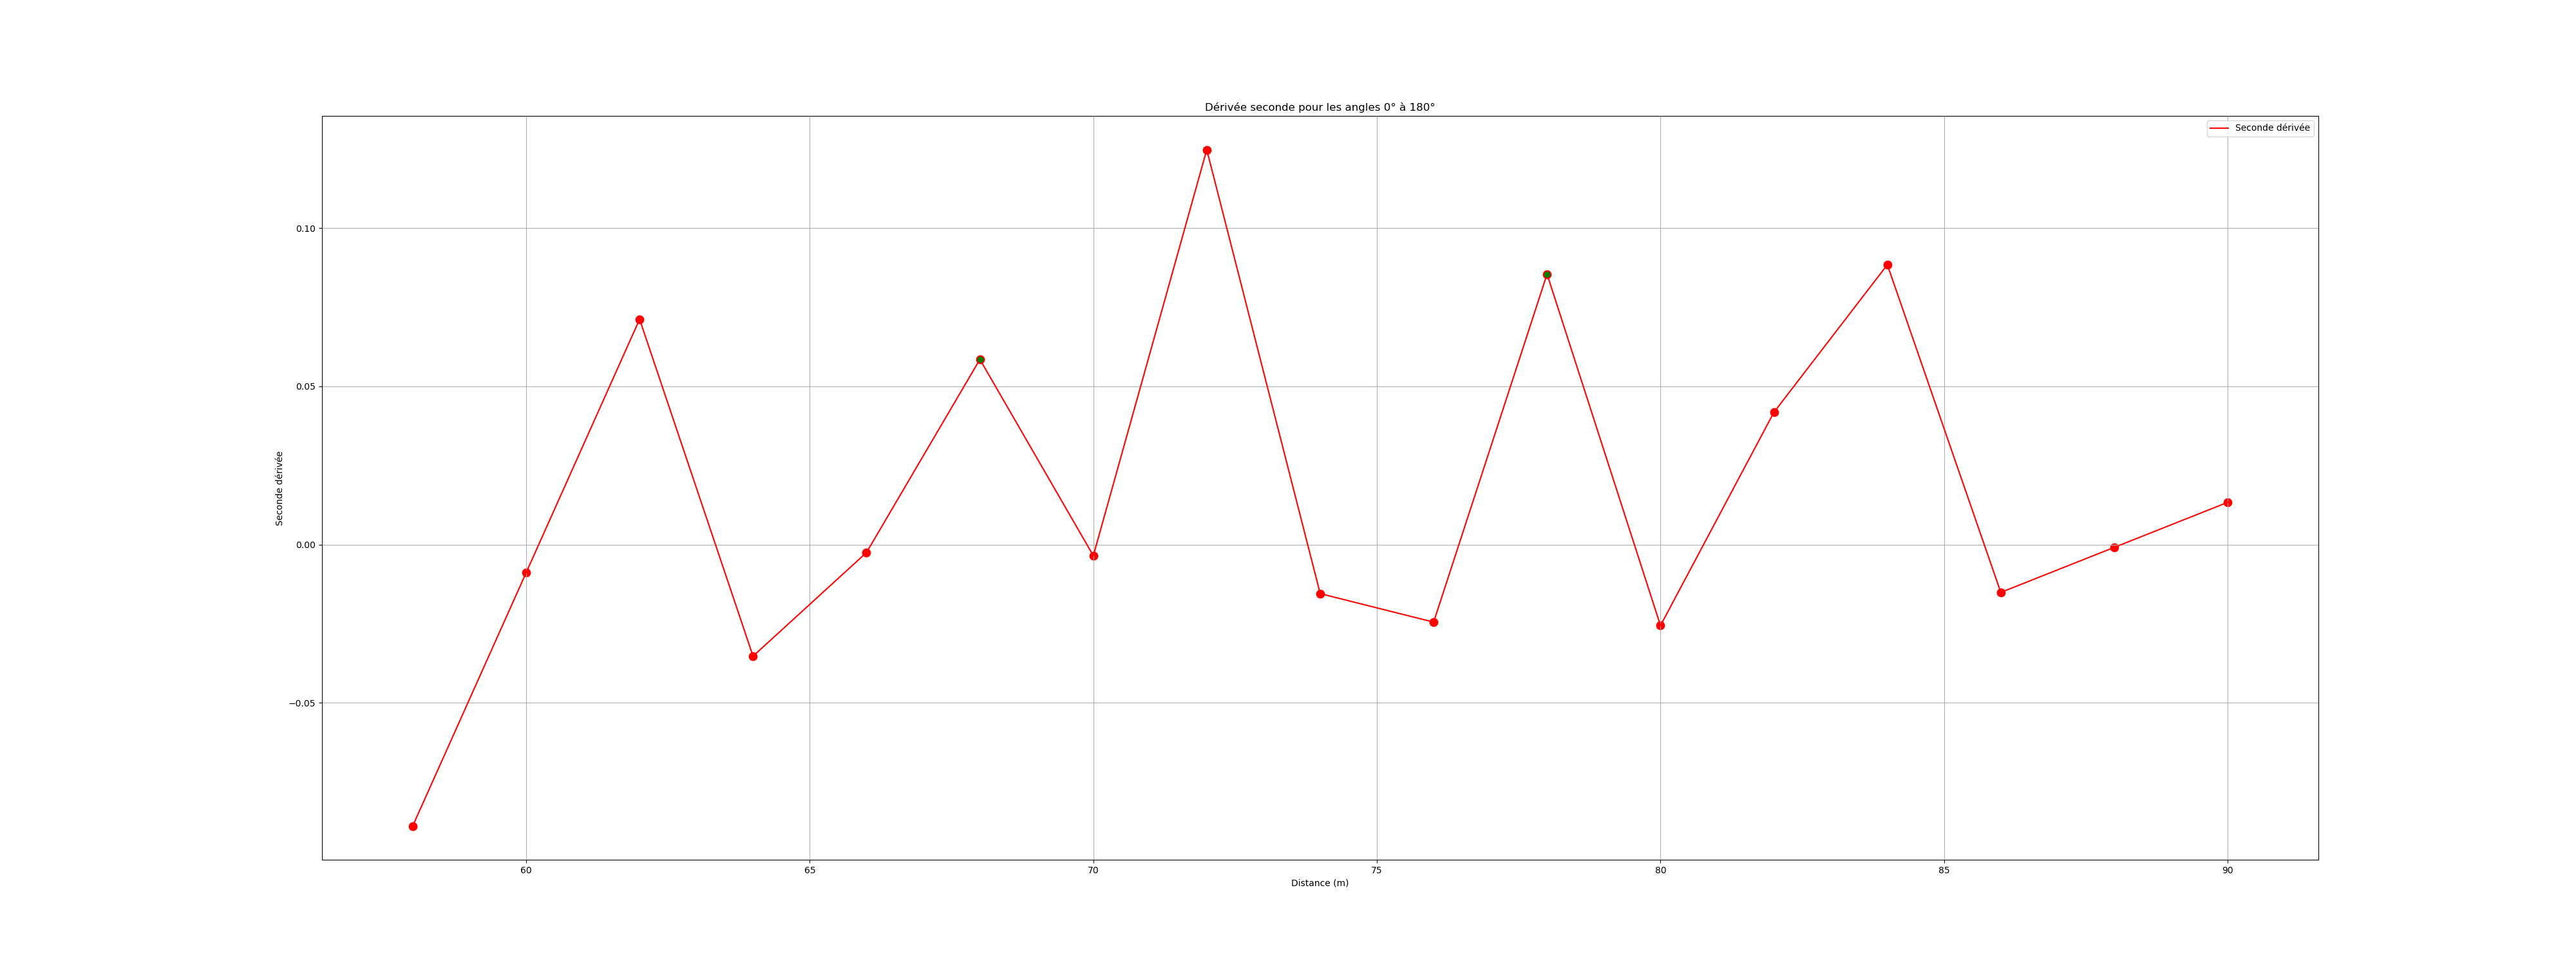 Dérivée seconde pour les angles 0° à 180°
Seconde dérivée
0.10
0.05
0.00
−0.05
Seconde dérivée
60
65
70
75
80
85
90
Distance (m)